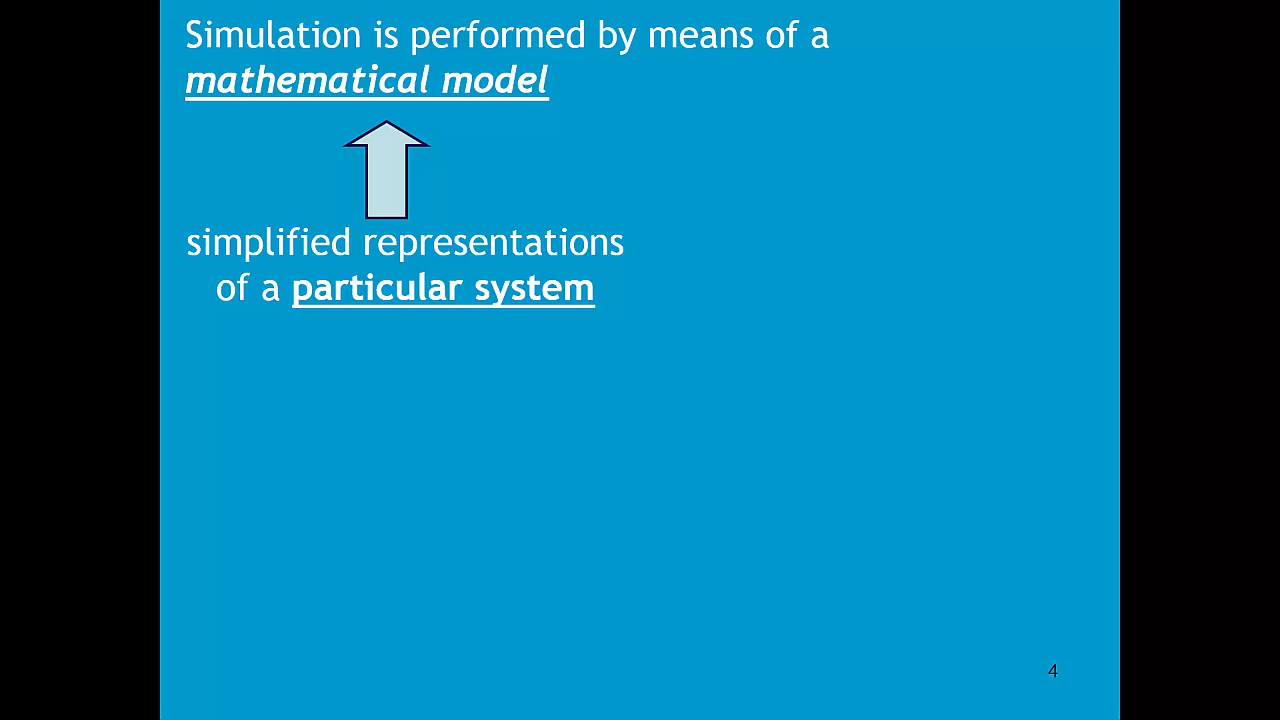 Simulation is performed by means of a
mathematical model
simplified representations
of a particular system
4